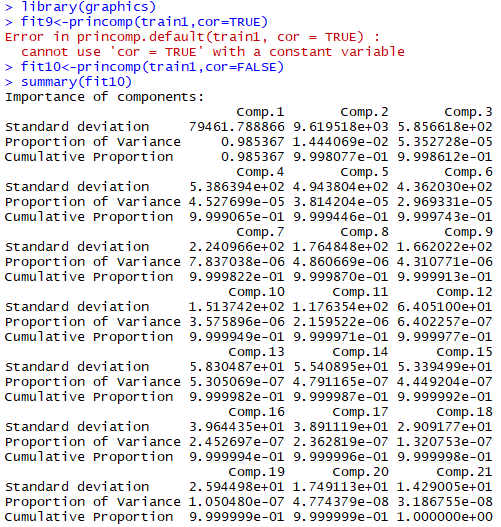 > library(graphics)
> fit9<-princomp(train1,cor=TRUE)
Error in princomp.default(train1, cor = TRUE) :
  cannot use 'cor = TRUE' with a constant variable
> fit10<-princomp(train1,cor=FALSE)
> summary(fit10)
Importance of components:
                             Comp.1       Comp.2       Comp.3
Standard deviation     79461.788866 9.619518e+03 5.856618e+02
Proportion of Variance     0.985367 1.444069e-02 5.352728e-05
Cumulative Proportion      0.985367 9.998077e-01 9.998612e-01
                             Comp.4       Comp.5       Comp.6
Standard deviation     5.386394e+02 4.943804e+02 4.362030e+02
Proportion of Variance 4.527699e-05 3.814204e-05 2.969331e-05
Cumulative Proportion  9.999065e-01 9.999446e-01 9.999743e-01
                             Comp.7       Comp.8       Comp.9
Standard deviation     2.240966e+02 1.764848e+02 1.662022e+02
Proportion of Variance 7.837038e-06 4.860669e-06 4.310771e-06
Cumulative Proportion  9.999822e-01 9.999870e-01 9.999913e-01
                            Comp.10      Comp.11      Comp.12
Standard deviation     1.513742e+02 1.176354e+02 6.405100e+01
Proportion of Variance 3.575896e-06 2.159522e-06 6.402257e-07
Cumulative Proportion  9.999949e-01 9.999971e-01 9.999977e-01
                            Comp.13      Comp.14      Comp.15
Standard deviation     5.830487e+01 5.540895e+01 5.339499e+01
Proportion of Variance 5.305069e-07 4.791165e-07 4.449204e-07
Cumulative Proportion  9.999982e-01 9.999987e-01 9.999992e-01
                            Comp.16      Comp.17      Comp.18
Standard deviation     3.964435e+01 3.891119e+01 2.909177e+01
Proportion of Variance 2.452697e-07 2.362819e-07 1.320753e-07
Cumulative Proportion  9.999994e-01 9.999996e-01 9.999998e-01
                            Comp.19      Comp.20      Comp.21
Standard deviation     2.594498e+01 1.749113e+01 1.429005e+01
Proportion of Variance 1.050480e-07 4.774379e-08 3.186755e-08
Cumulative Proportion  9.999999e-01 9.999999e-01 1.000000e+00